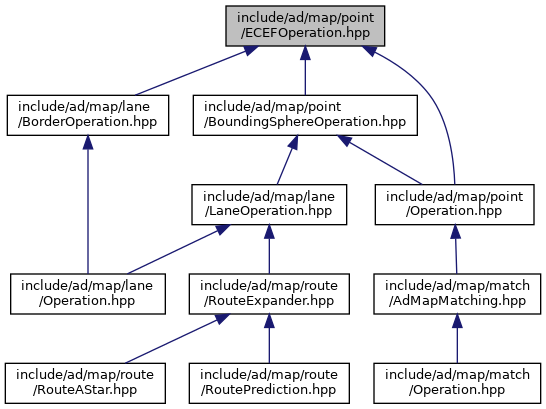 include/ad/map/point
/ECEFOperation.hpp
include/ad/map/lane
/BorderOperation.hpp
include/ad/map/point
/BoundingSphereOperation.hpp
include/ad/map/lane
/LaneOperation.hpp
include/ad/map/point
/Operation.hpp
include/ad/map/lane
/Operation.hpp
include/ad/map/route
/RouteExpander.hpp
include/ad/map/match
/AdMapMatching.hpp
include/ad/map/route
/RouteAStar.hpp
include/ad/map/route
/RoutePrediction.hpp
include/ad/map/match
/Operation.hpp